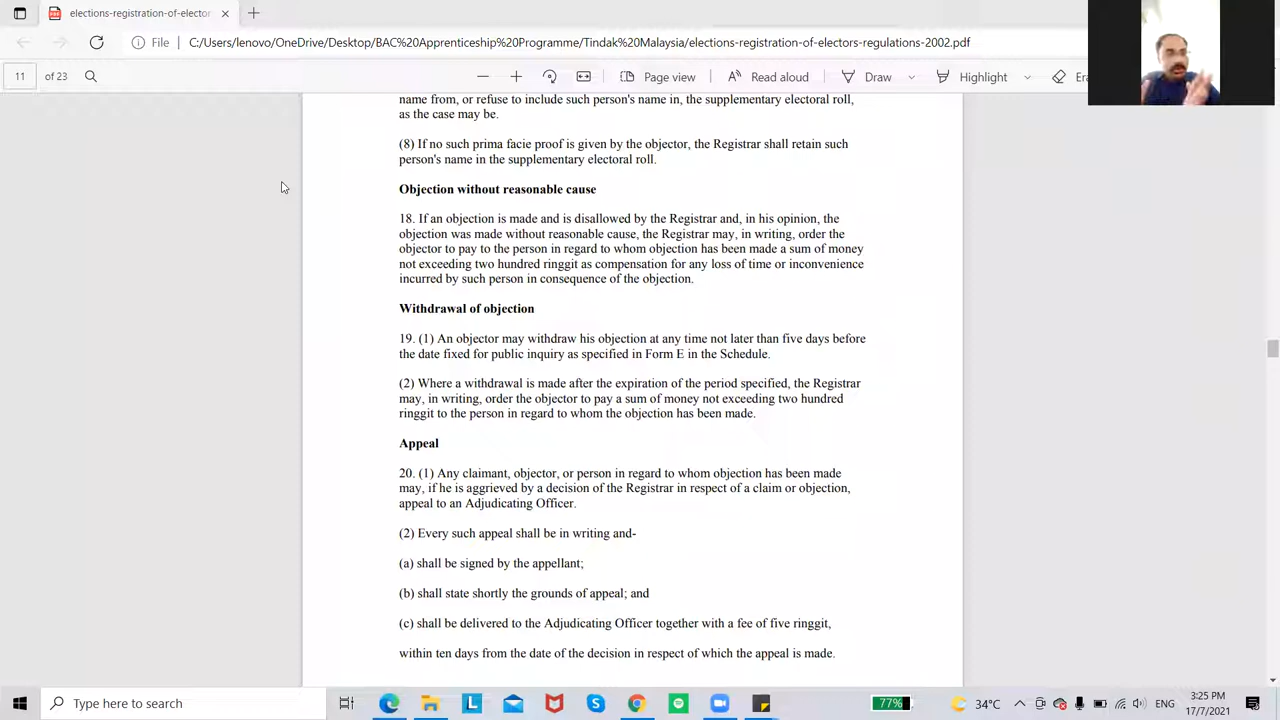 elections-registration-of-elector
File
C:/Users/lenovo/OneDrive/Desktop/BAC%20Apprenticeship%20Programme/Tindak%20Malaysia/elections-registration-of-electors-regulations-2002.pdf
11 of 23
Page view
Read aloud
Draw
Highlight
Era
name from, or refuse to include such person's name in, the supplementary electoral roll,
as the case may be.
(8) If no such prima facie proof is given by the objector, the Registrar shall retain such
person's name in the supplementary electoral roll.
Objection without reasonable cause
18. If an objection is made and is disallowed by the Registrar and, in his opinion, the
objection was made without reasonable cause, the Registrar may, in writing, order the
objector to pay to the person in regard to whom objection has been made a sum of money
not exceeding two hundred ringgit as compensation for any loss of time or inconvenience
incurred by such person in consequence of the objection.
Withdrawal of objection
19. (1) An objector may withdraw his objection at any time not later than five days before
the date fixed for public inquiry as specified in Form E in the Schedule.
(2) Where a withdrawal is made after the expiration of the period specified, the Registrar
may, in writing, order the objector to pay a sum of money not exceeding two hundred
ringgit to the person in regard to whom the objection has been made.
Appeal
20. (1) Any claimant, objector, or person in regard to whom objection has been made
may, if he is aggrieved by a decision of the Registrar in respect of a claim or objection,
appeal to an Adjudicating Officer.
(2) Every such appeal shall be in writing and-
(a) shall be signed by the appellant;
(b) shall state shortly the grounds of appeal; and
(c) shall be delivered to the Adjudicating Officer together with a fee of five ringgit,
within ten days from the date of the decision in respect of which the appeal is made.
Type here to search
77%
34°C
ENG
3:25 PM
17/7/2021